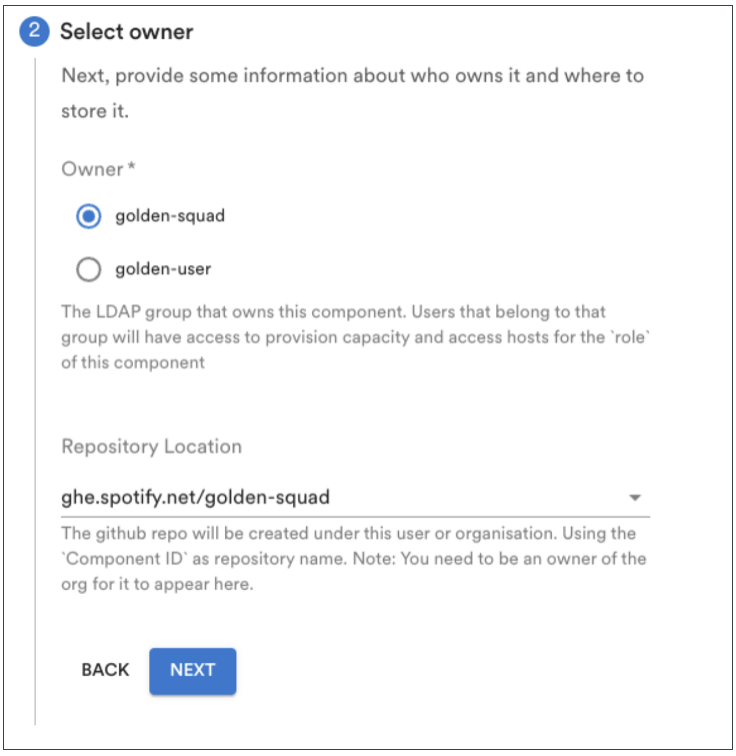 2 Select owner
Next, provide some information about who owns it and where to
store it.
Owner *
golden-squad
golden-user
The LDAP group that owns this component. Users that belong to that
group will have access to provision capacity and access hosts for the `role`
of this component
Repository Location
ghe.spotify.net/golden-squad
The github repo will be created under this user or organisation. Using the
`Component ID` as repository name. Note: You need to be an owner of the
org for it to appear here.
BACK NEXT